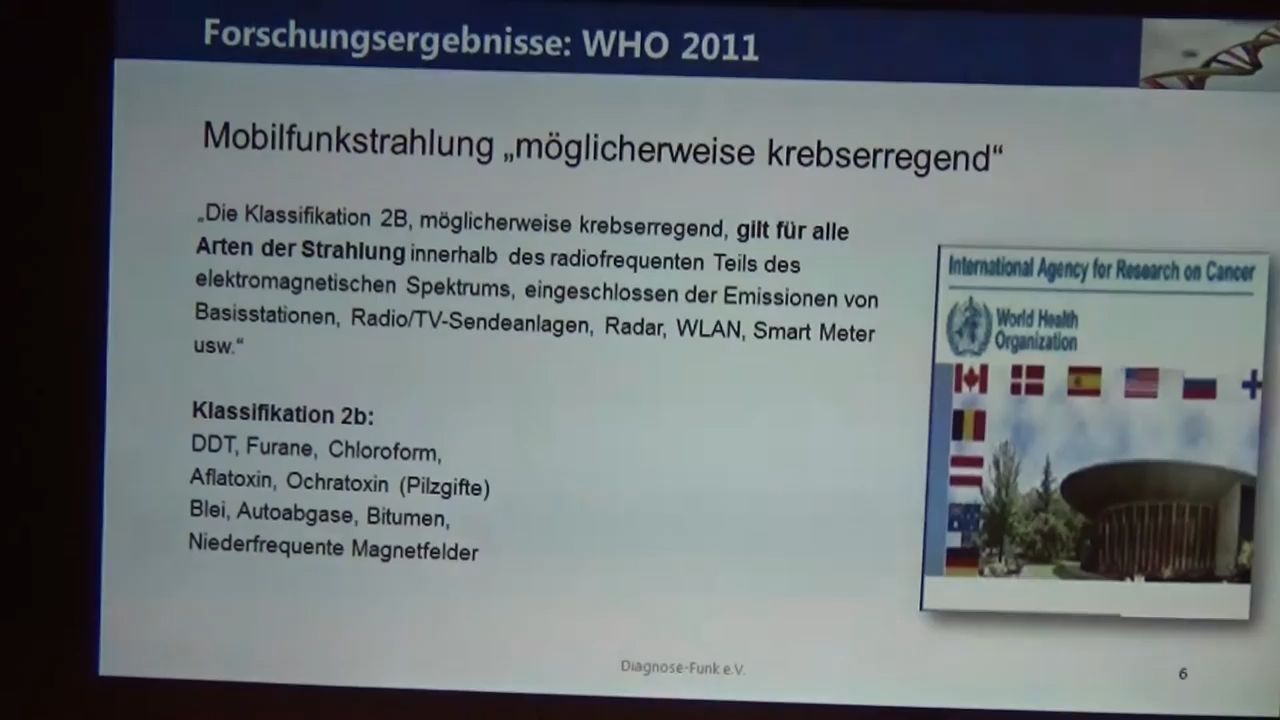 Forschungsergebnisse: WHO 2011
Mobilfunkstrahlung „möglicherweise krebserregend“
„Die Klassifikation 2B, möglicherweise krebserregend, gilt für alle
Arten der Strahlung innerhalb des radiofrequenten Teils des
elektromagnetischen Spektrums, eingeschlossen der Emissionen von
Basisstationen, Radio/TV-Sendeanlagen, Radar, WLAN, Smart Meter
usw.“
International Agency for Research on Cancer
World Health
Organization
Klassifikation 2b:
DDT, Furane, Chloroform,
Aflatoxin, Ochratoxin (Pilzgifte)
Blei, Autoabgase, Bitumen,
Niederfrequente Magnetfelder
Diagnose-Funk e.V.
6